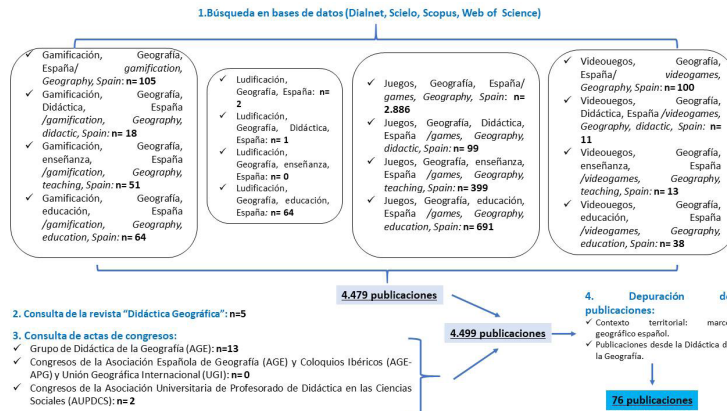 1.Búsqueda en bases de datos (Dialnet, Scielo, Scopus, Web of Science)
✓ Gamificación, Geografía,
España/ gamification,
Geography, Spain: n= 105
✓ Gamificación, Geografía,
Didáctica, España
/gamification, Geography,
didactic, Spain: n= 18
✓ Gamificación, Geografía,
enseñanza, España
/gamification, Geography,
teaching, Spain: n= 51
✓ Gamificación, Geografía,
educación, España
/gamification, Geography,
education, Spain: n= 64
✓ Ludificación,
Geografía, España: n=
2
✓ Ludificación,
Geografía, Didáctica,
España: n= 1
✓ Ludificación,
Geografía, enseñanza,
España: n= 0
✓ Ludificación,
Geografía, educación,
España: n= 64
✓ Juegos, Geografía, España/
games, Geography, Spain: n=
2.886
✓ Juegos, Geografía, Didáctica,
España /games, Geography,
didactic, Spain: n= 99
✓ Juegos, Geografía, enseñanza,
España /games, Geography,
teaching, Spain: n= 399
✓ Juegos, Geografía, educación,
España /games, Geography,
education, Spain: n= 691
✓ Videouegos, Geografía,
España/ videogames,
Geography, Spain: n= 100
✓ Videouegos, Geografía,
Didáctica, España /videogames,
Geography, didactic, Spain: n=
11
✓ Videouegos, Geografía,
enseñanza, España
/videogames, Geography,
teaching, Spain: n= 13
✓ Videouegos, Geografía,
educación, España
/videogames, Geography,
education, Spain: n= 38
4.479 publicaciones
2. Consulta de la revista "Didáctica Geográfica": n=5
3. Consulta de actas de congresos:
✓ Grupo de Didáctica de la Geografía (AGE): n=13
✓ Congresos de la Asociación Española de Geografía (AGE) y Coloquios Ibéricos (AGE-
APG) y Unión Geográfica Internacional (UGI): n= 0
✓ Congresos de la Asociación Universitaria de Profesorado de Didáctica en las Ciencias
Sociales (AUPDCS): n= 2
4.499 publicaciones
4. Depuración d
publicaciones:
✓ Contexto territorial: marc
geográfico español.
✓ Publicaciones desde la Didáctica d
la Geografía.
76 publicaciones